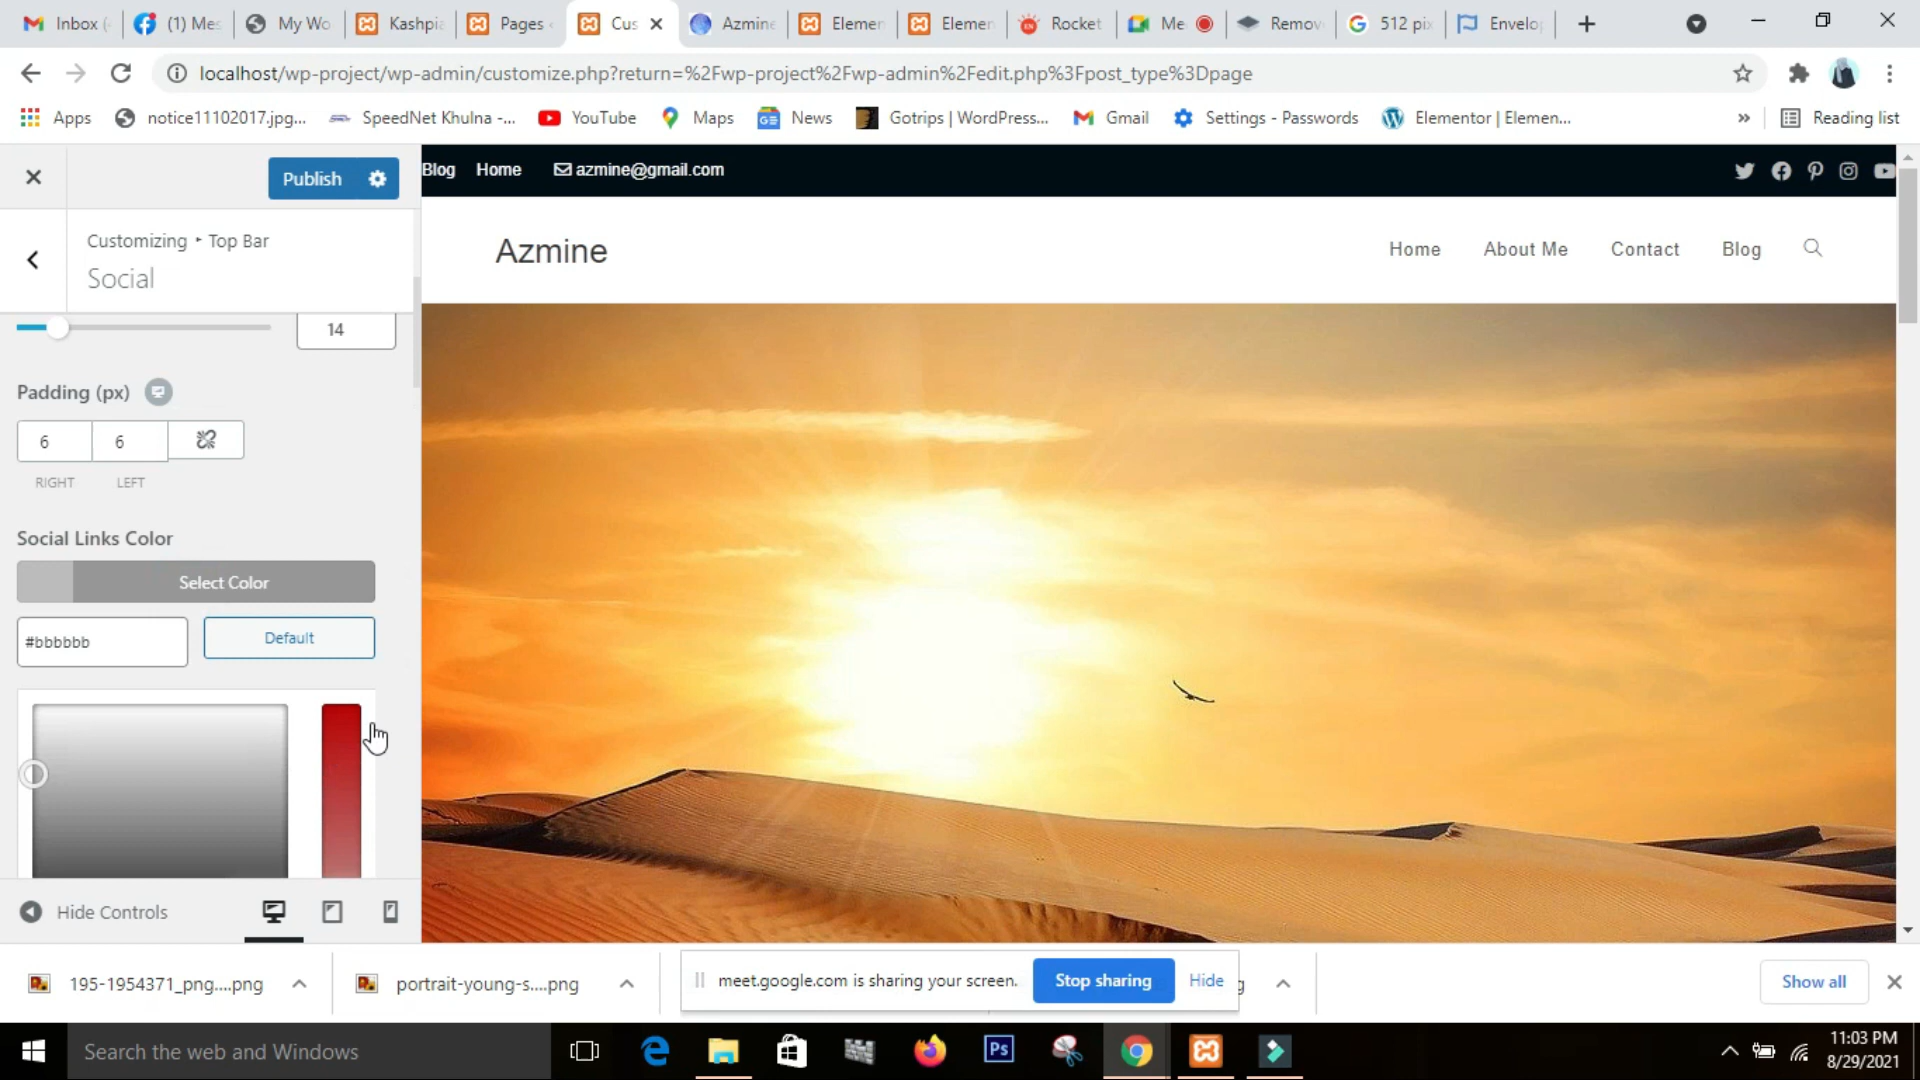 Inbox (
(1) Mes
My Wo
Kashpia
Pages ‹
Cus
Azmine
Elemen
Elemen
Rocket
Me
Remov
512 pix
Envelop
localhost/wp-project/wp-admin/customize.php?return=%2Fwp-project%2Fwp-admin%2Fedit.php%3Fpost_type%3Dpage
Apps
notice11102017.jpg...
SpeedNet Khulna -...
YouTube
Maps
News
Gotrips | WordPress...
Gmail
Settings - Passwords
Elementor | Elemen...
»
Reading list
Publish
Blog Home azmine@gmail.com
Customizing ‣ Top Bar
Social
Azmine
Home About Me Contact Blog
14
Padding (px)
6 6
RIGHT LEFT
Social Links Color
Select Color
#bbbbbb
Default
Hide Controls
195-1954371_png....png
portrait-young-s....png
meet.google.com is sharing your screen.
Stop sharing
Hide
g
Show all
Search the web and Windows
Ps
11:03 PM
8/29/2021